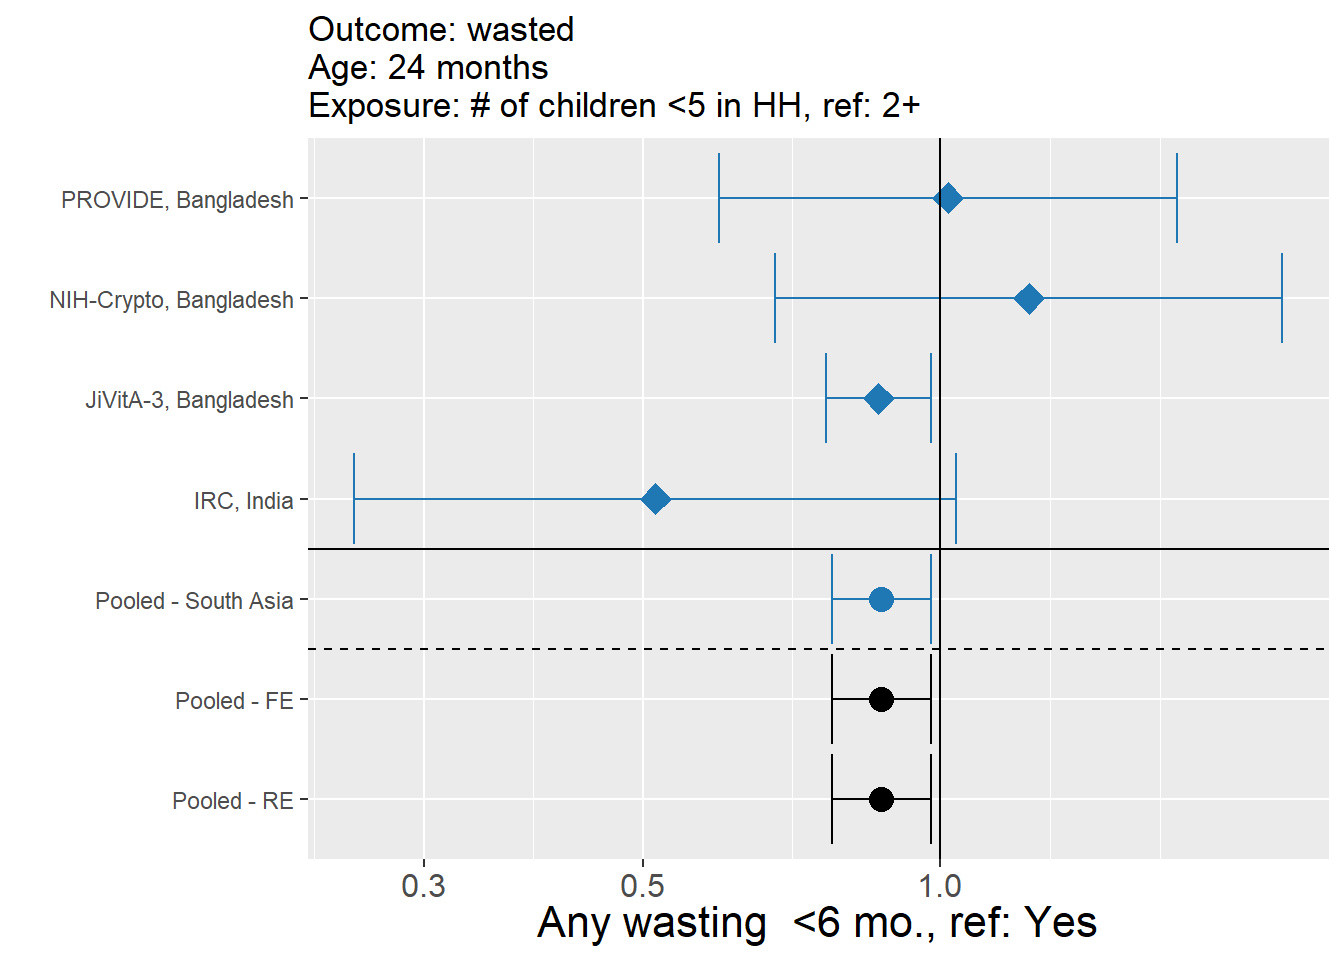 Outcome: wasted
Age: 24 months
Exposure: # of children <5 in HH, ref: 2+
PROVIDE, Bangladesh
NIH-Crypto, Bangladesh
JiVitA-3, Bangladesh
IRC, India
Pooled - South Asia
Pooled - FE
Pooled - RE
0.3 0.5 1.0
Any wasting  <6 mo., ref: Yes